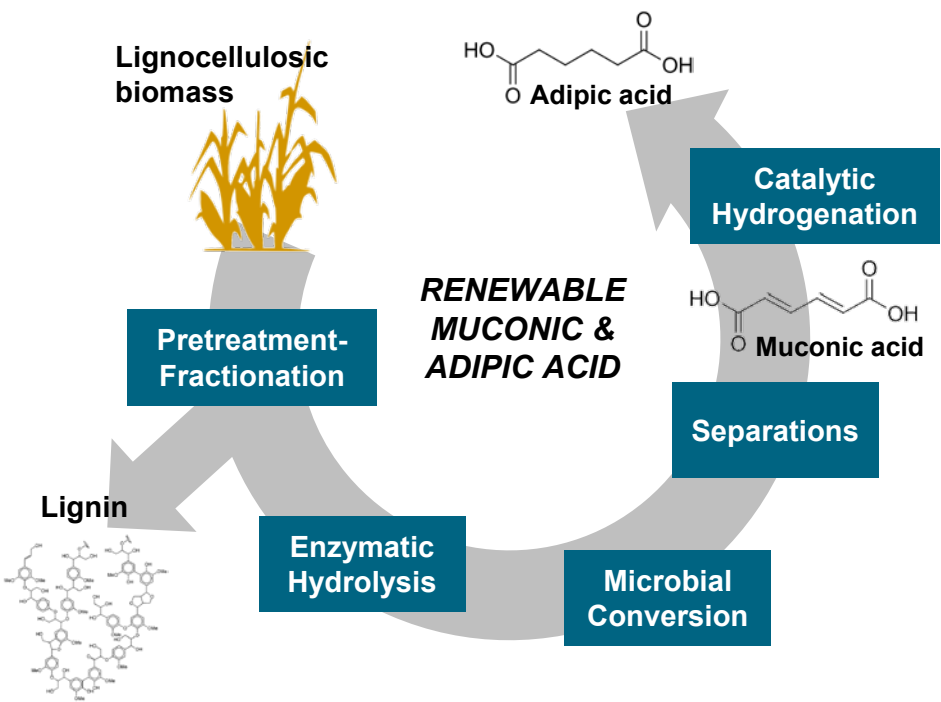 Lignocellulosic
biomass
HO
O
O
OH
Adipic acid
Catalytic
Hydrogenation
RENEWABLE
MUCONIC &
ADIPIC ACID
HO
O
O
OH
Muconic acid
Pretreatment-
Fractionation
Separations
Lignin
Enzymatic
Hydrolysis
Microbial
Conversion